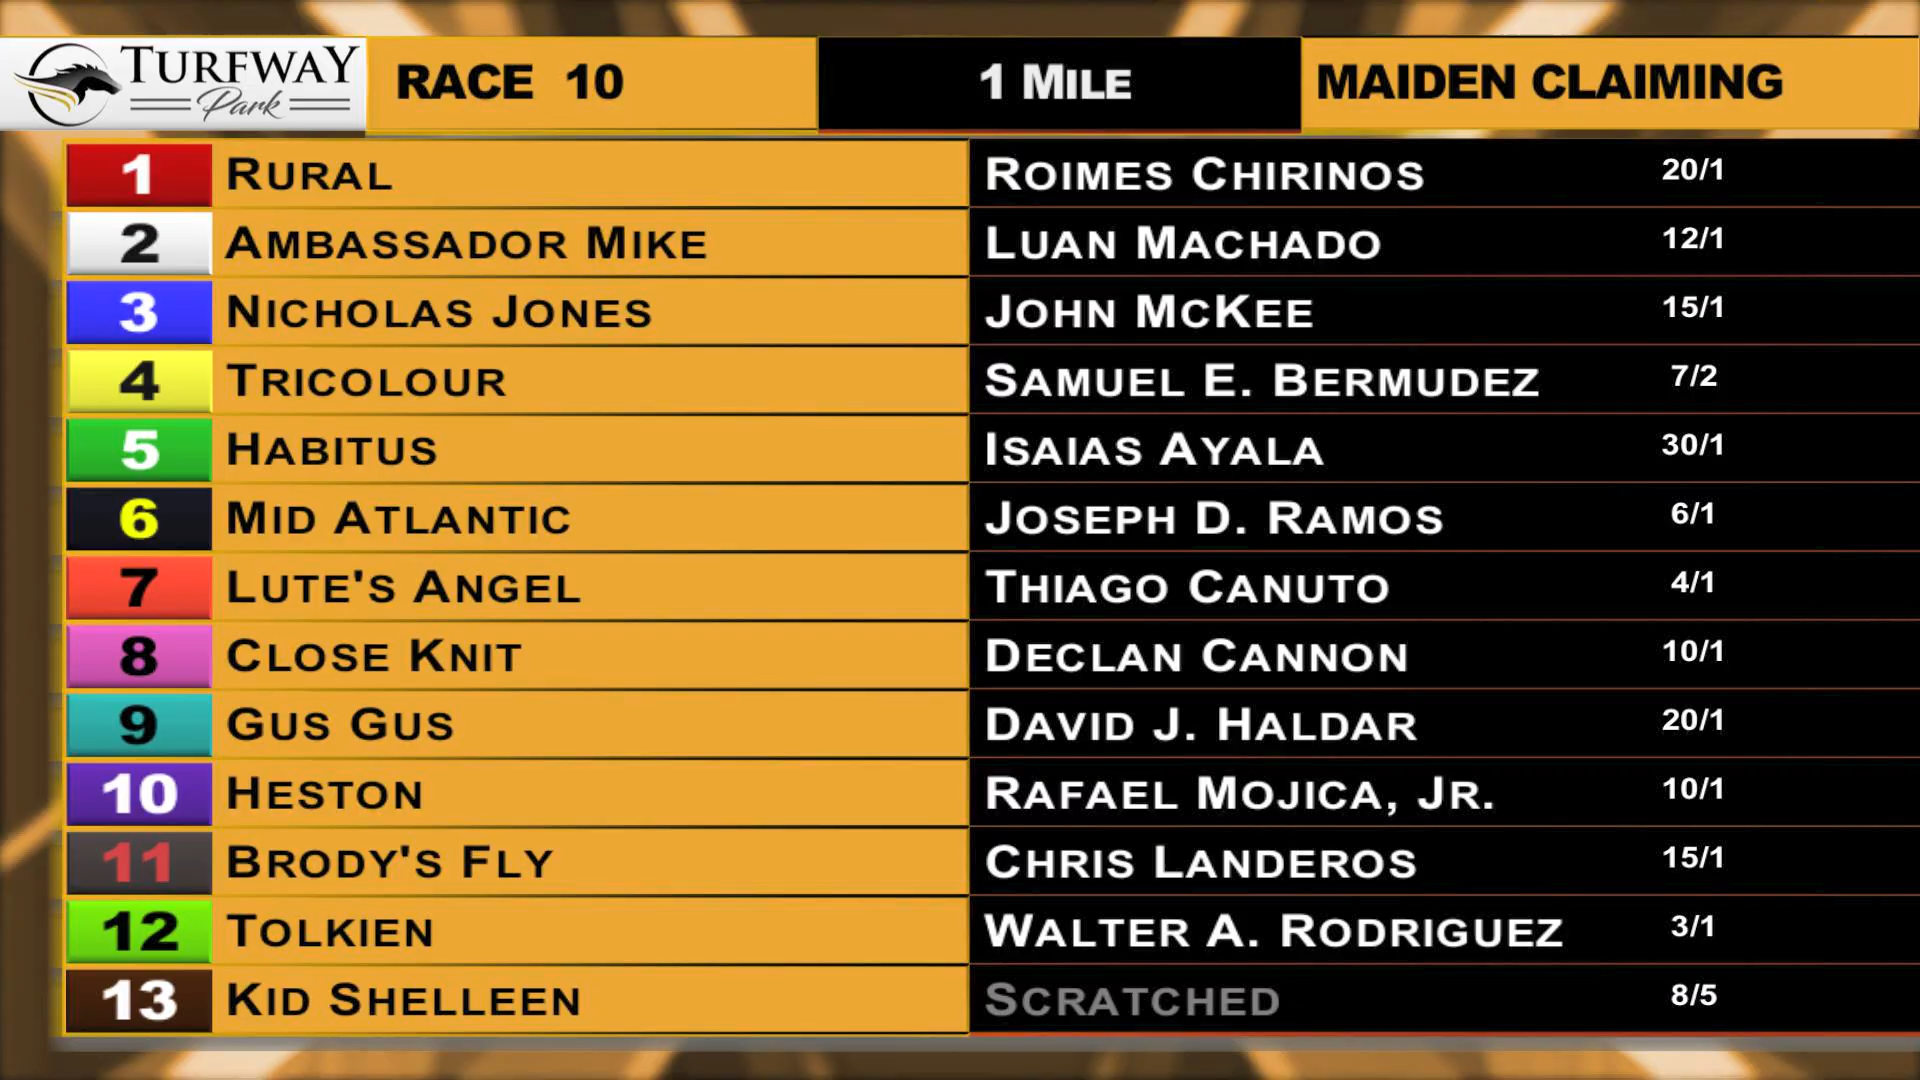 TURFWAY Park RACE 10 1 MILE MAIDEN CLAIMING
1 RURAL ROIMES CHIRINOS 20/1
2 AMBASSADOR MIKE LUAN MACHADO 12/1
3 NICHOLAS JONES JOHN MCKEE 15/1
4 TRICOLOUR SAMUEL E. BERMUDEZ 7/2
5 HABITUS ISAIAS AYALA 30/1
6 MID ATLANTIC JOSEPH D. RAMOS 6/1
7 LUTE'S ANGEL THIAGO CANUTO 4/1
8 CLOSE KNIT DECLAN CANNON 10/1
9 GUS GUS DAVID J. HALDAR 20/1
10 HESTON RAFAEL MOJICA, JR. 10/1
11 BRODY'S FLY CHRIS LANDEROS 15/1
12 TOLKIEN WALTER A. RODRIGUEZ 3/1
13 KID SHELLEEN SCRATCHED 8/5